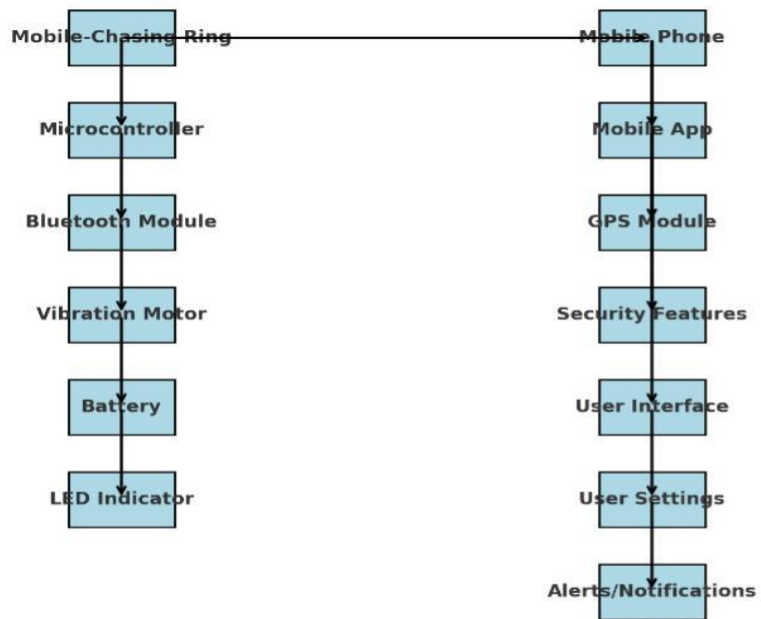 Mobile-Chasing Ring
Microcontroller
Bluetooth Module
Vibration Motor
Battery
LED Indicator
Mobile Phone
Mobile App
GPS Module
Security Features
User Interface
User Settings
Alerts/Notifications